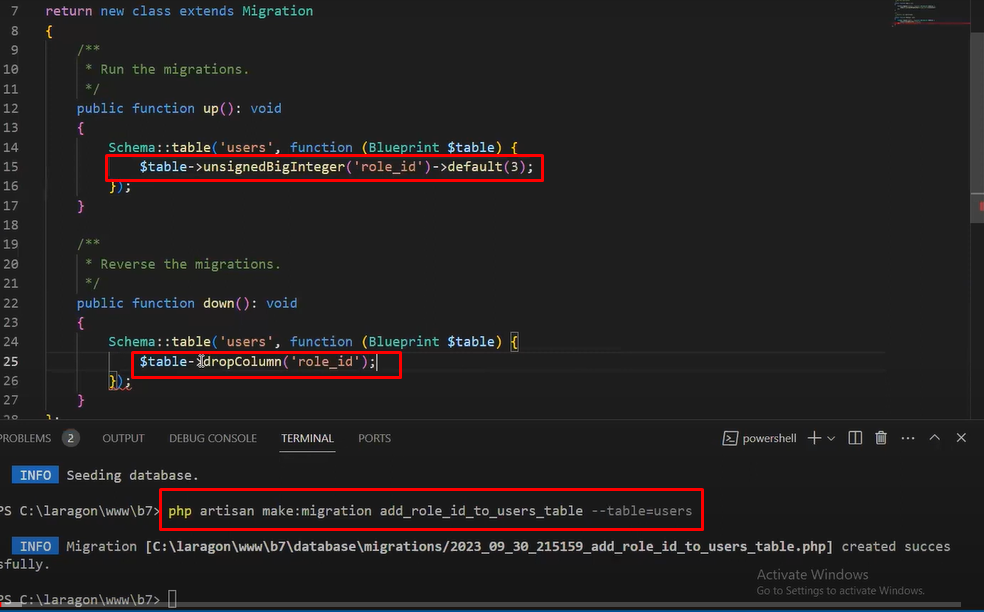 7 return new class extends Migration
8 {
9 /**
10 * Run the migrations.
11 */
12 public function up(): void
13 {
14 Schema::table('users', function (Blueprint $table) {
15 $table->unsignedBigInteger('role_id')->default(3);
16 });
17 }
18
19 /**
20 * Reverse the migrations.
21 */
22 public function down(): void
23 {
24 Schema::table('users', function (Blueprint $table) {
25 $table->dropColumn('role_id');
26 });
27 }
28 };
PROBLEMS 2 OUTPUT DEBUG CONSOLE TERMINAL PORTS powershell
INFO Seeding database.
PS C:\laragon\www\b7> php artisan make:migration add_role_id_to_users_table --table=users
INFO Migration [C:\laragon\www\b7\database\migrations/2023_09_30_215159_add_role_id_to_users_table.php] created succes
sfully.
Activate Windows
Go to Settings to activate Windows.
PS C:\laragon\www\b7>